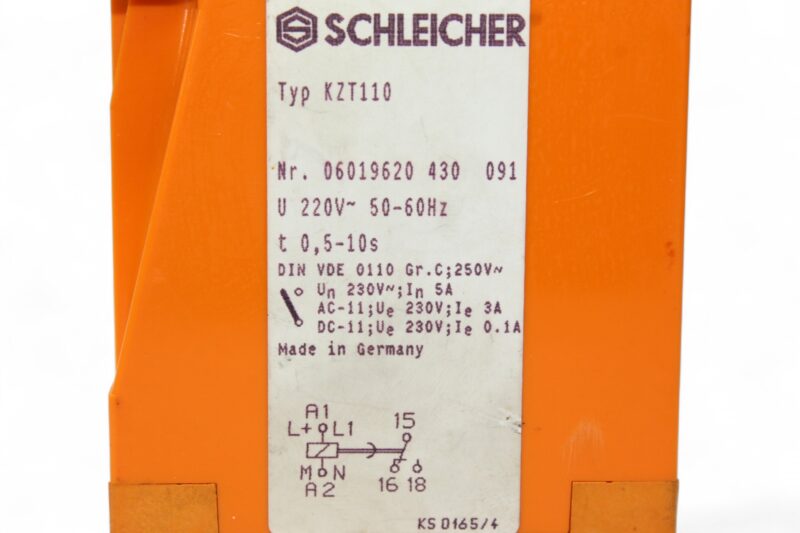 SCHLEICHER
Typ KZT110
Nr. 06019620 430 091
U 220V~ 50-60Hz
t 0,5-10s
DIN VDE 0110 Gr.C;250V~
Un 230V~;In 5A
AC-11;Ue 230V;Ie 3A
DC-11;Ue 230V;Ie 0.1A
Made in Germany
A1
L+ L1
15
M N
A2
16 18
KS 0165/4